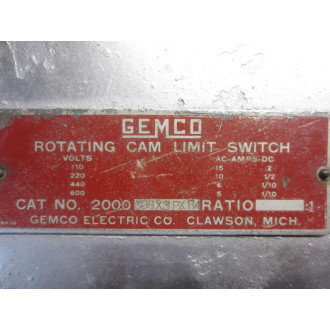 GEMCO
ROTATING CAM LIMIT SWITCH
VOLTS AC-AMPS-DC
110 15 2
220 10 1/2
440 6 1/10
600 5 1/10
CAT NO. 2000 RATIO
GEMCO ELECTRIC CO. CLAWSON, MICH.